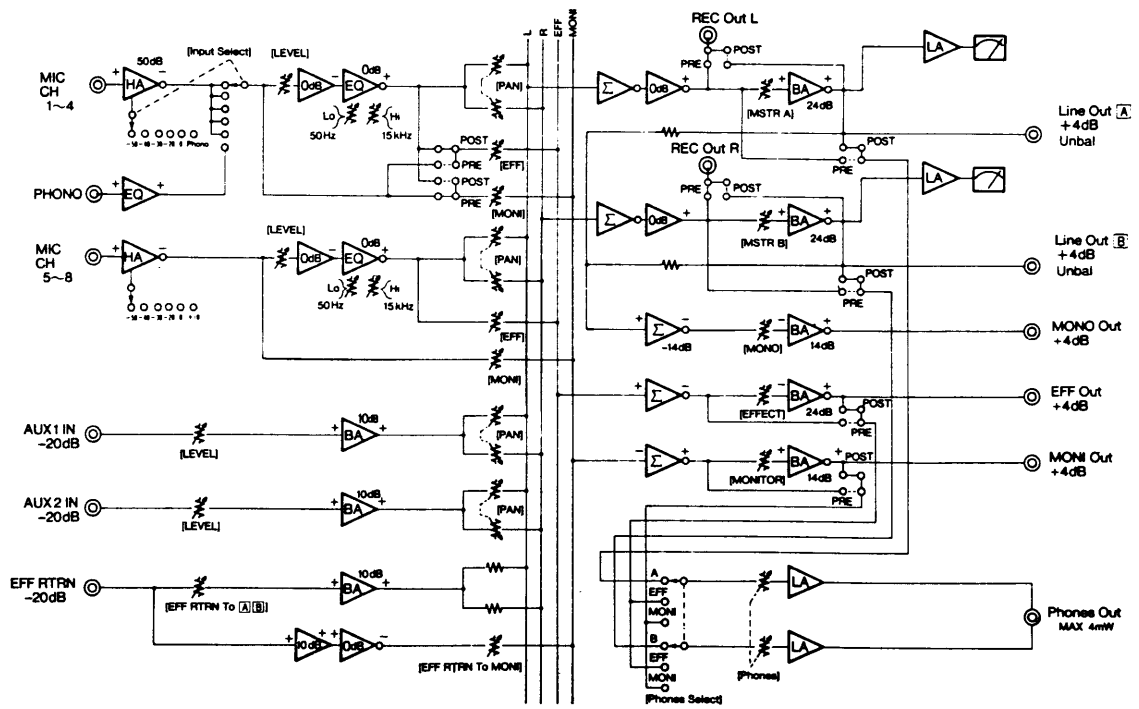 MIC
CH
1~4
50dB
HA
-50 -40 -30 -20 0 Phono
[Input Select]
[LEVEL]
0dB
0dB
EQ
Lo
50Hz
Hi
15kHz
[PAN]
POST
PRE
[EFF]
POST
PRE
[MONI]
L
R
EFF
MONI
PHONO
EQ
MIC
CH
5~8
HA
[LEVEL]
0dB
0dB
EQ
Lo
50Hz
Hi
15kHz
[PAN]
[EFF]
[MONI]
AUX1 IN
-20dB
[LEVEL]
10dB
BA
[PAN]
AUX2 IN
-20dB
[LEVEL]
10dB
BA
[PAN]
EFF RTRN
-20dB
[EFF RTRN To A B]
10dB
BA
10dB
0dB
[EFF RTRN To MONI]
REC Out L
POST
PRE
Σ
0dB
[MSTR A]
BA
24dB
LA
Line Out A
+4dB
Unbal
POST
PRE
REC Out R
POST
PRE
Σ
0dB
[MSTR B]
BA
24dB
LA
Line Out B
+4dB
Unbal
POST
PRE
Σ
-14dB
[MONO]
BA
14dB
MONO Out
+4dB
Σ
[EFFECT]
BA
24dB
POST
PRE
EFF Out
+4dB
Σ
[MONITOR]
BA
14dB
POST
PRE
MONI Out
+4dB
A
EFF
MONI
B
EFF
MONI
[Phones Select]
[Phones]
LA
LA
Phones Out
MAX 4mW